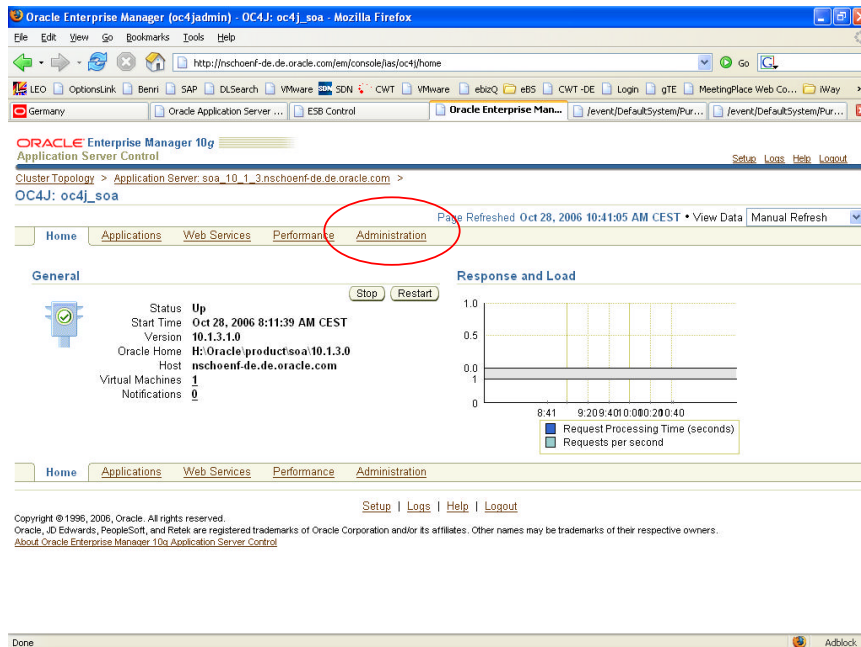 Oracle Enterprise Manager (oc4jadmin) - OC4J: oc4j_soa - Mozilla Firefox
File Edit View Go Bookmarks Tools Help
http://nschoenf-de.de.oracle.com/em/console/ias/oc4j/home Go
LEO OptionsLink Benri SAP DLSearch VMware SDN SDN CWT VMware ebizQ eBS CWT -DE Login gTE MeetingPlace Web Co... iWay
Germany Oracle Application Server ... ESB Control Oracle Enterprise Man... /event/DefaultSystem/Pur... /event/DefaultSystem/Pur...
ORACLE Enterprise Manager 10g
Application Server Control
Setup Logs Help Logout
Cluster Topology > Application Server: soa_10_1_3.nschoenf-de.de.oracle.com >
OC4J: oc4j_soa
Page Refreshed Oct 28, 2006 10:41:05 AM CEST • View Data Manual Refresh
Home Applications Web Services Performance Administration
General
Stop Restart
Status Up
Start Time Oct 28, 2006 8:11:39 AM CEST
Version 10.1.3.1.0
Oracle Home H:\Oracle\product\soa\10.1.3.0
Host nschoenf-de.de.oracle.com
Virtual Machines 1
Notifications 0
Response and Load
1.0
0.5
0.0
1
0
8:41 9:20 9:40 10:00 10:20 10:40
Request Processing Time (seconds)
Requests per second
Home Applications Web Services Performance Administration
Setup | Logs | Help | Logout
Copyright © 1996, 2006, Oracle. All rights reserved.
Oracle, JD Edwards, PeopleSoft, and Retek are registered trademarks of Oracle Corporation and/or its affiliates. Other names may be trademarks of their respective owners.
About Oracle Enterprise Manager 10g Application Server Control
Done Adblock